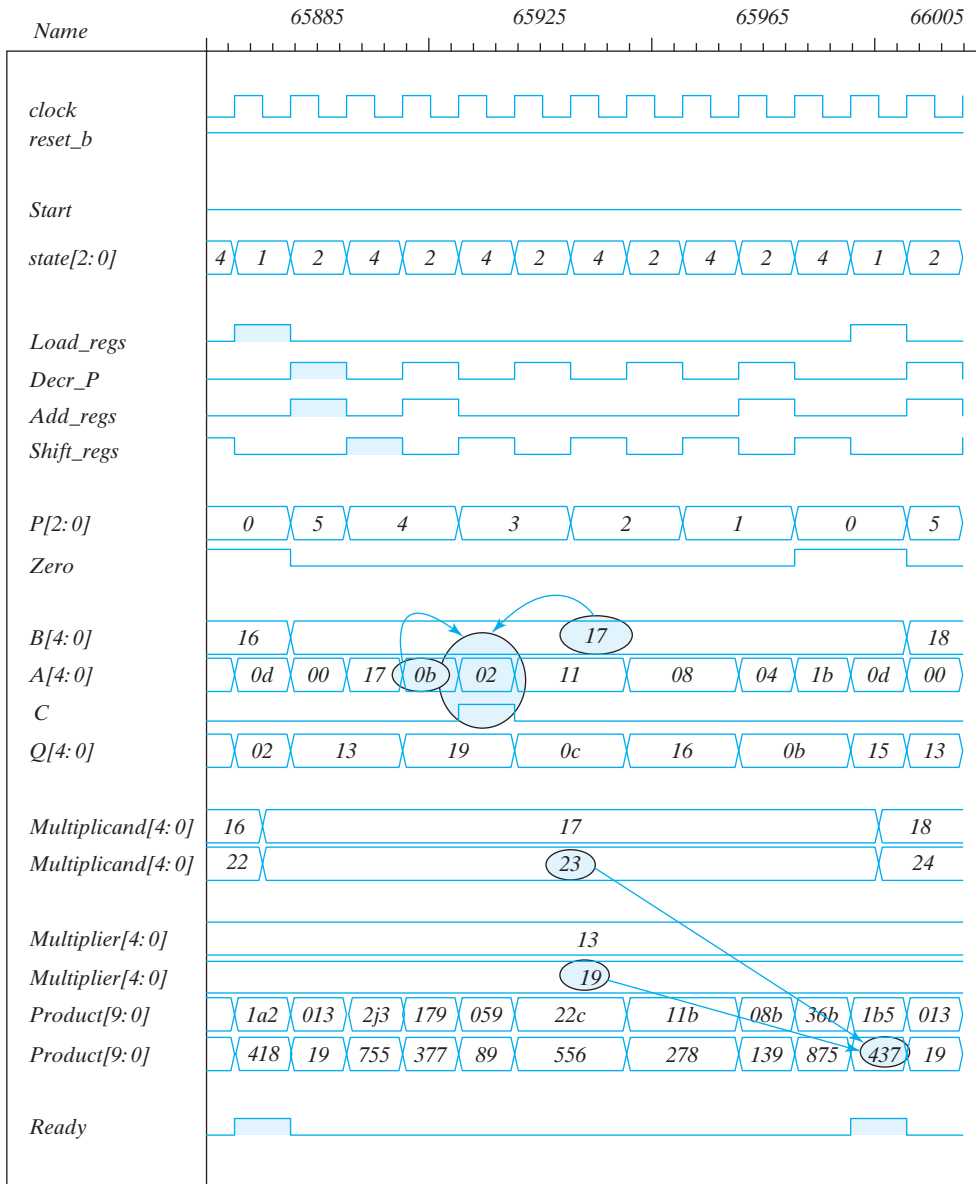 Name 65885 65925 65965 66005
clock
reset_b
Start
state[2:0] 4 1 2 4 2 4 2 4 2 4 2 4 1 2
Load_regs
Decr_P
Add_regs
Shift_regs
P[2:0] 0 5 4 3 2 1 0 5
Zero
B[4:0] 16 17 18
A[4:0] 0d 00 17 0b 02 11 08 04 1b 0d 00
C
Q[4:0] 02 13 19 0c 16 0b 15 13
Multiplicand[4:0] 16 17 18
Multiplicand[4:0] 22 23 24
Multiplier[4:0] 13
Multiplier[4:0] 19
Product[9:0] 1a2 013 2j3 179 059 22c 11b 08b 36b 1b5 013
Product[9:0] 418 19 755 377 89 556 278 139 875 437 19
Ready